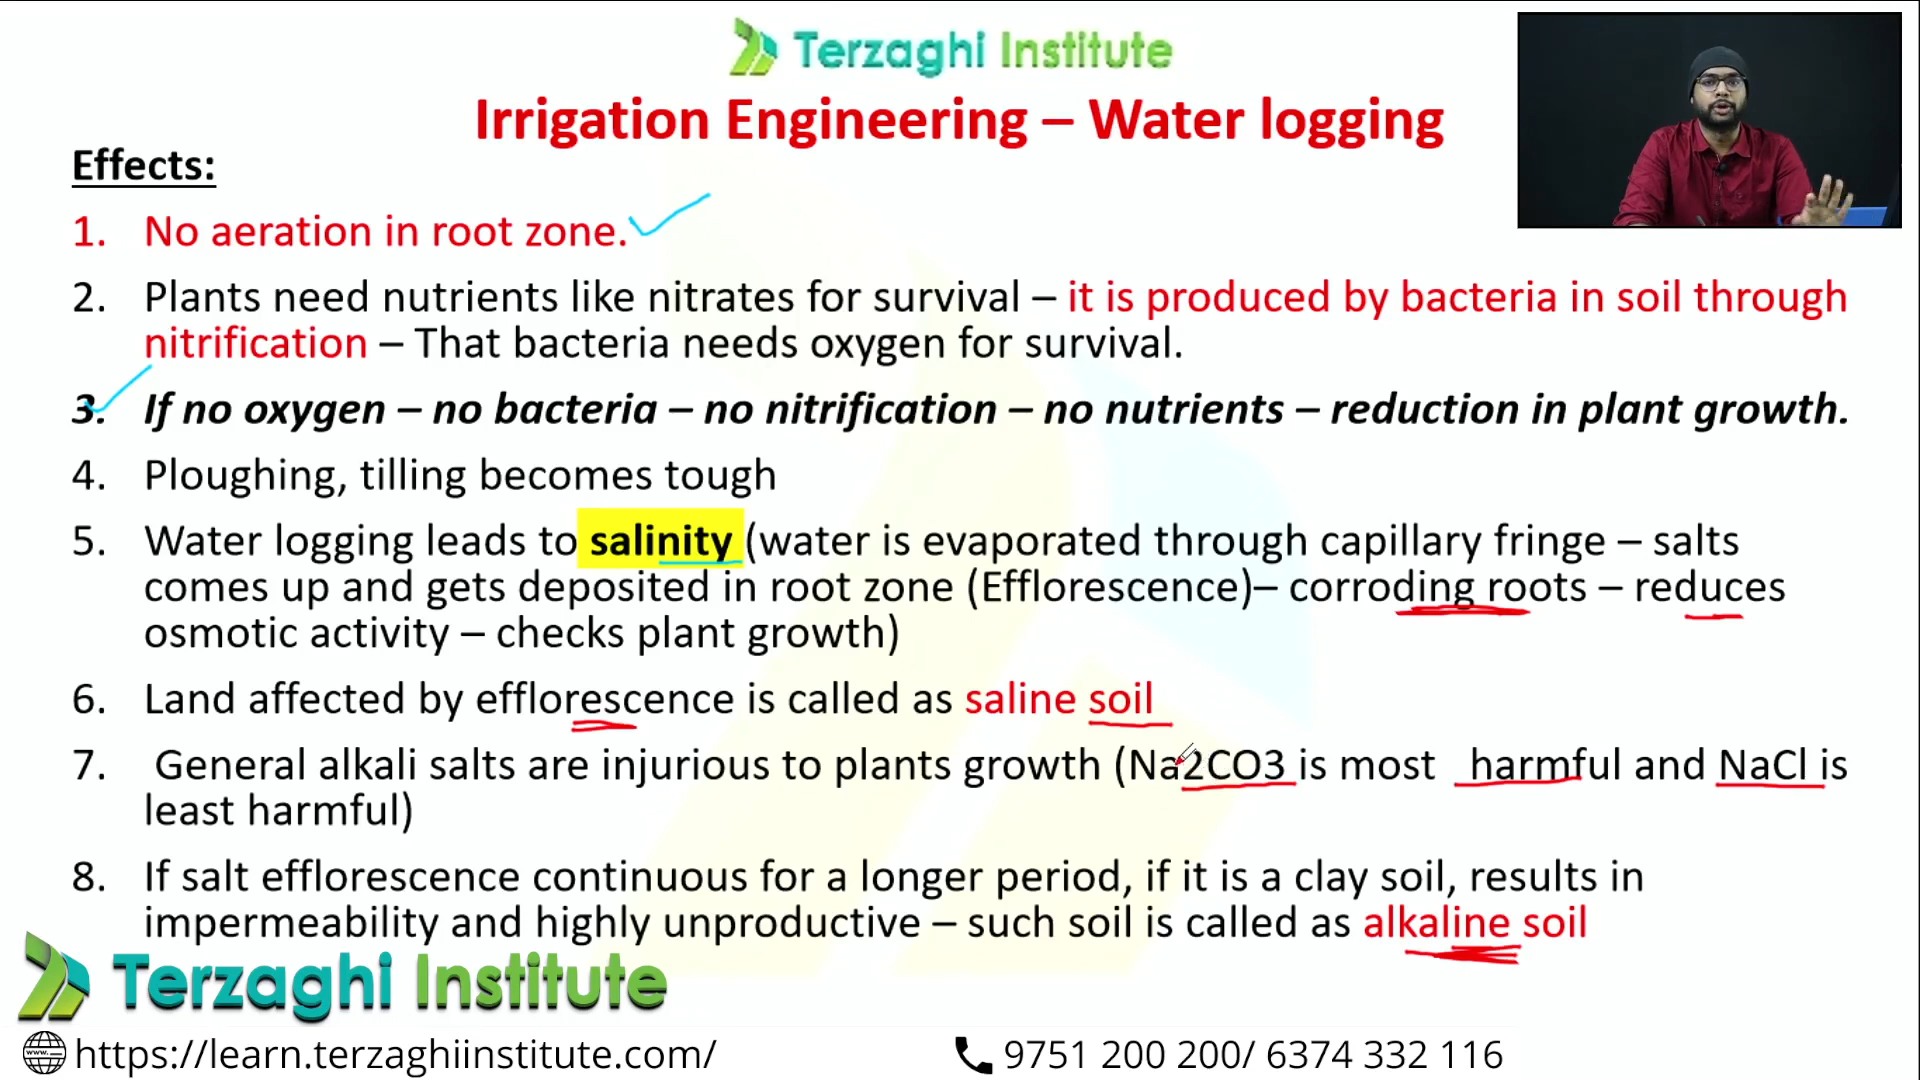 Terzaghi Institute
Irrigation Engineering – Water logging
Effects:
1. No aeration in root zone.
2. Plants need nutrients like nitrates for survival – it is produced by bacteria in soil through
nitrification – That bacteria needs oxygen for survival.
3. If no oxygen – no bacteria – no nitrification – no nutrients – reduction in plant growth.
4. Ploughing, tilling becomes tough
5. Water logging leads to salinity (water is evaporated through capillary fringe – salts
comes up and gets deposited in root zone (Efflorescence)– corroding roots – reduces
osmotic activity – checks plant growth)
6. Land affected by efflorescence is called as saline soil
7. General alkali salts are injurious to plants growth (Na2CO3 is most harmful and NaCl is
least harmful)
8. If salt efflorescence continuous for a longer period, if it is a clay soil, results in
impermeability and highly unproductive – such soil is called as alkaline soil
Terzaghi Institute
www... https://learn.terzaghiinstitute.com/ 9751 200 200/ 6374 332 116